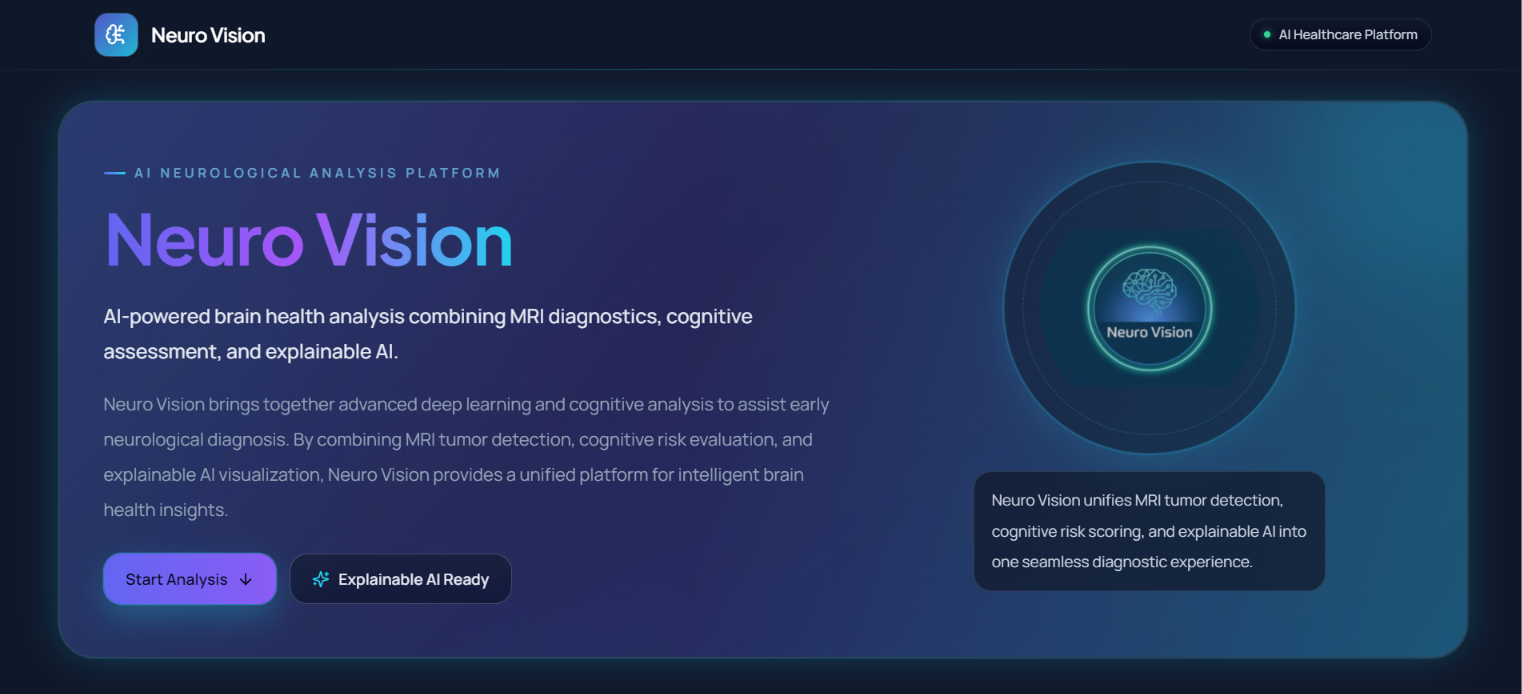 Neuro Vision
AI Healthcare Platform
AI NEUROLOGICAL ANALYSIS PLATFORM
Neuro Vision
AI-powered brain health analysis combining MRI diagnostics, cognitive
assessment, and explainable AI.
Neuro Vision brings together advanced deep learning and cognitive analysis to assist early
neurological diagnosis. By combining MRI tumor detection, cognitive risk evaluation, and
explainable AI visualization, Neuro Vision provides a unified platform for intelligent brain
health insights.
Start Analysis
Explainable AI Ready
Neuro Vision
Neuro Vision unifies MRI tumor detection,
cognitive risk scoring, and explainable AI into
one seamless diagnostic experience.